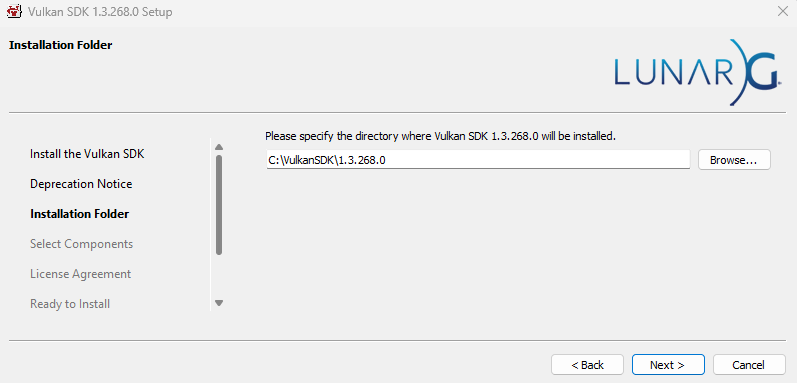 Vulkan SDK 1.3.268.0 Setup
Installation Folder
LUNAR G
Please specify the directory where Vulkan SDK 1.3.268.0 will be installed.
C:\VulkanSDK\1.3.268.0
Browse...
Install the Vulkan SDK
Deprecation Notice
Installation Folder
Select Components
License Agreement
Ready to Install
< Back
Next >
Cancel